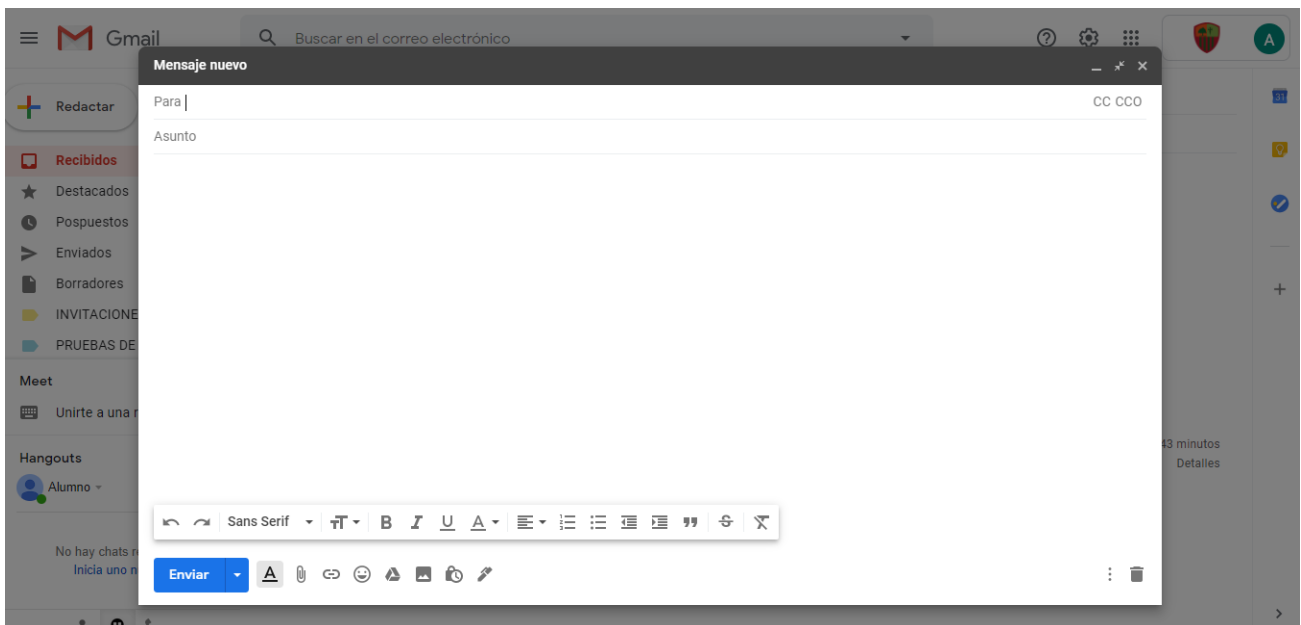 Gmail
Buscar en el correo electrónico
A
Mensaje nuevo
Para
CC CCO
Asunto
Redactar
31
Recibidos
Destacados
Pospuestos
Enviados
Borradores
INVITACIONE
PRUEBAS DE
Meet
Unirte a una r
Hangouts
Alumno
43 minutos
Detalles
No hay chats r
Inicia uno n
Sans Serif
B I U A
Enviar
A